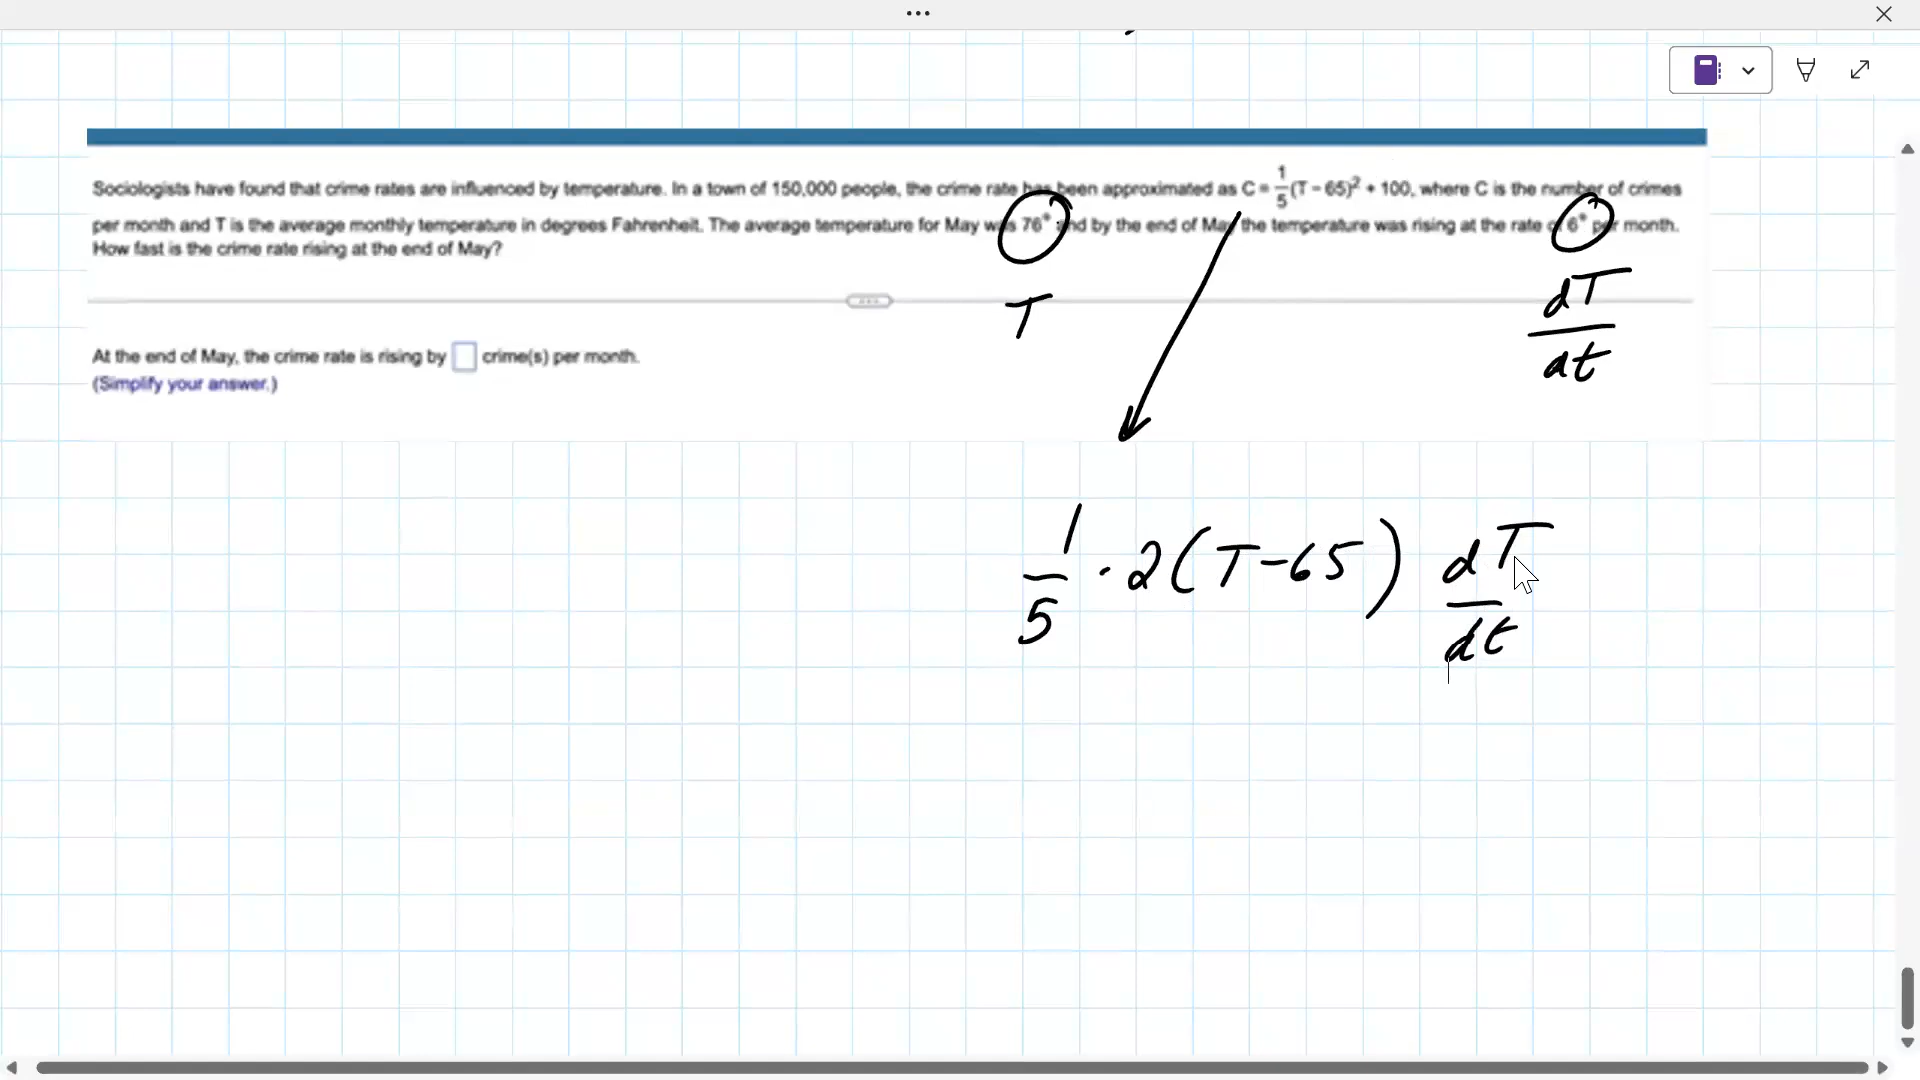 Sociologists have found that crime rates are influenced by temperature. In a town of 150,000 people, the crime rate has been approximated as C = 1/5 (T − 65)² + 100, where C is the number of crimes
per month and T is the average monthly temperature in degrees Fahrenheit. The average temperature for May was 76° and by the end of May the temperature was rising at the rate of 6° per month.
How fast is the crime rate rising at the end of May?
T
dT/dt
At the end of May, the crime rate is rising by crime(s) per month.
(Simplify your answer.)
1/5 · 2(T−65) dT/dt